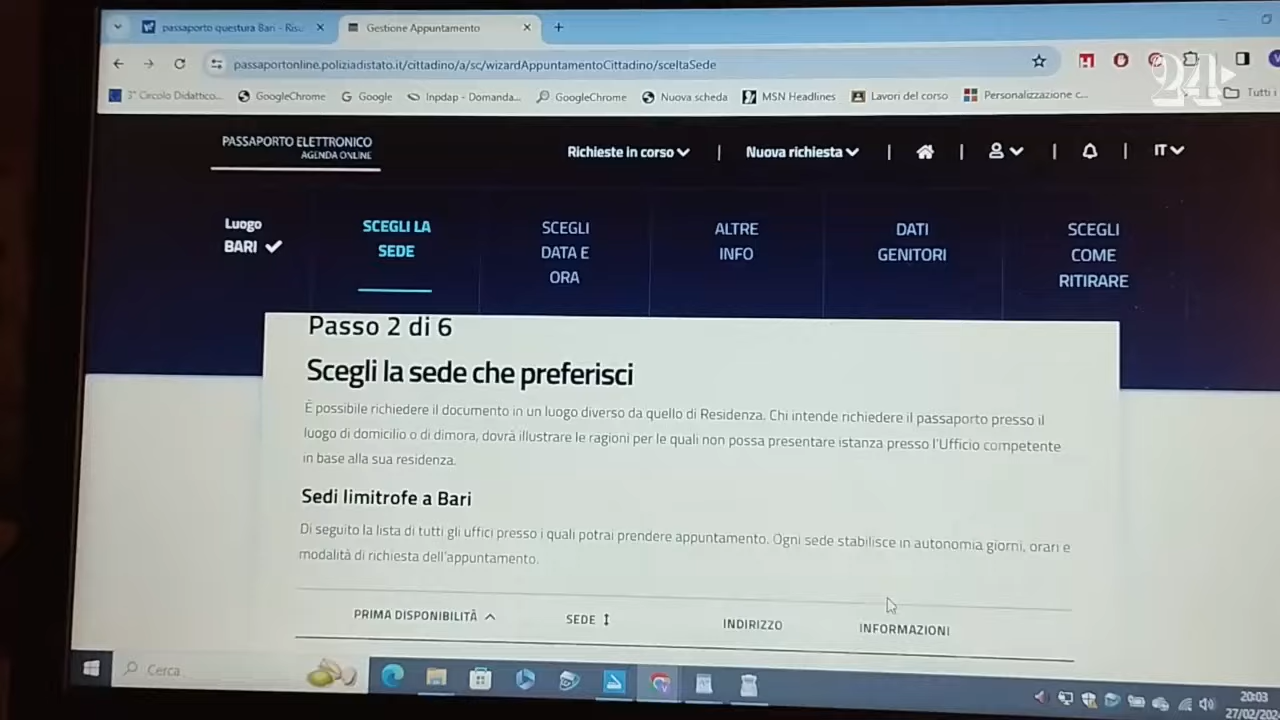 passaporto questura Bari - Risu
Gestione Appuntamento
passaportonline.poliziadistato.it/cittadino/a/sc/wizardAppuntamentoCittadino/sceltaSede
3° Circolo Didattico... GoogleChrome Google Inpdap - Domanda... GoogleChrome Nuova scheda MSN Headlines Lavori del corso Personalizzazione c... Tutti i
24
PASSAPORTO ELETTRONICO
AGENDA ONLINE
Richieste in corso | Nuova richiesta | | | | IT
Luogo
BARI
SCEGLI LA
SEDE
SCEGLI
DATA E
ORA
ALTRE
INFO
DATI
GENITORI
SCEGLI
COME
RITIRARE
Passo 2 di 6
Scegli la sede che preferisci
È possibile richiedere il documento in un luogo diverso da quello di Residenza. Chi intende richiedere il passaporto presso il
luogo di domicilio o di dimora, dovrà illustrare le ragioni per le quali non possa presentare istanza presso l'Ufficio competente
in base alla sua residenza.
Sedi limitrofe a Bari
Di seguito la lista di tutti gli uffici presso i quali potrai prendere appuntamento. Ogni sede stabilisce in autonomia giorni, orari e
modalità di richiesta dell'appuntamento.
PRIMA DISPONIBILITÀ SEDE INDIRIZZO INFORMAZIONI
Cerca
20:03
27/02/202